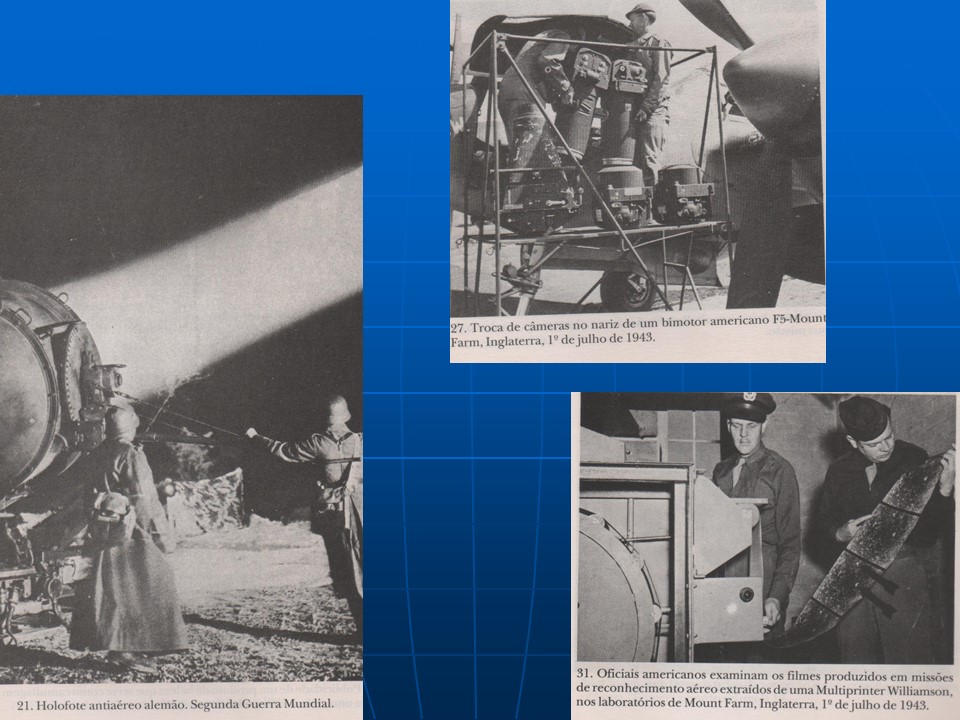 27. Troca de câmeras no nariz de um bimotor americano F5-Mount
Farm, Inglaterra, 1º de julho de 1943.
31. Oficiais americanos examinam os filmes produzidos em missões
de reconhecimento aéreo extraídos de uma Multiprinter Williamson,
nos laboratórios de Mount Farm, Inglaterra, 1º de julho de 1943.
21. Holofote antiaéreo alemão. Segunda Guerra Mundial.